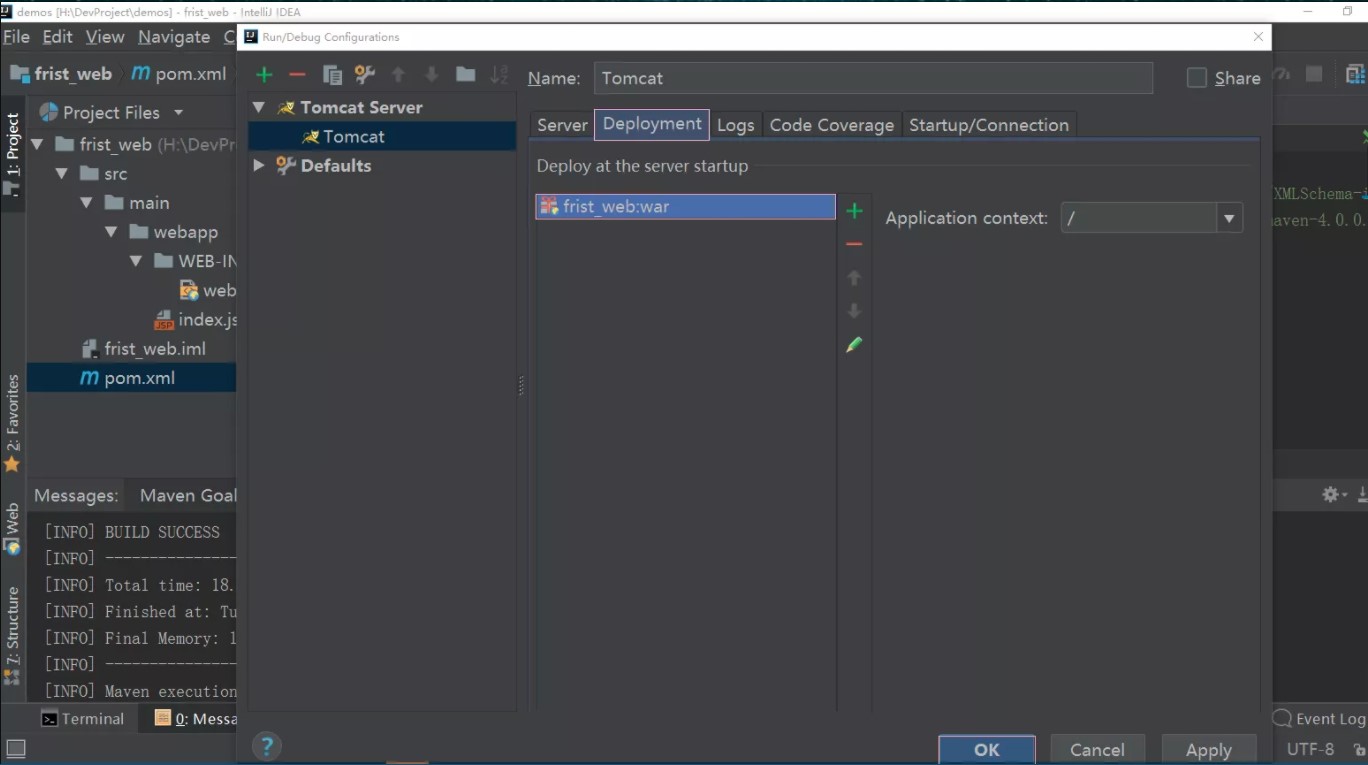 demos [H:\DevProject\demos] - frist_web - IntelliJ IDEA
File Edit View Navigate C
Run/Debug Configurations
frist_web
pom.xml
Project Files
1: Project
2: Favorites
Web
7: Structure
frist_web (H:\DevPr
src
main
webapp
WEB-IN
web
index.js
JSP
frist_web.iml
pom.xml
Tomcat Server
Tomcat
Defaults
Name: Tomcat
Share
Server Deployment Logs Code Coverage Startup/Connection
Deploy at the server startup
frist_web:war
Application context: /
XMLSchema-i
maven-4.0.0.
Messages: Maven Goal
[INFO] BUILD SUCCESS
[INFO] ------------------
[INFO] Total time: 18.
[INFO] Finished at: Tu
[INFO] Final Memory: 1
[INFO] ------------------
[INFO] Maven execution
Terminal
0: Messa
Event Log
?
OK Cancel Apply
UTF-8